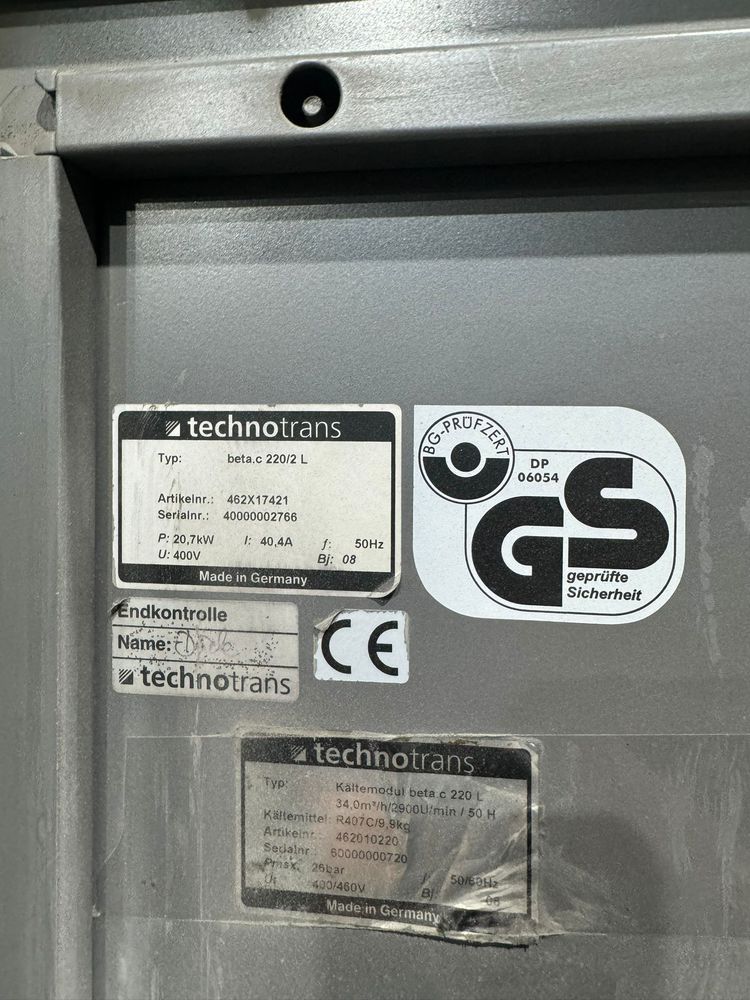 technotrans
Typ: beta.c 220/2 L
Artikelnr.: 462X17421
Serialnr.: 40000002766
P: 20,7kW I: 40,4A f: 50Hz
U: 400V Bj: 08
Made in Germany
BG-PRÜFZERT
DP
06054
GS
geprüfte
Sicherheit
Endkontrolle
Name:
technotrans
CE
technotrans
Typ: Kältemodul beta.c 220 L
34,0m³/h/2900U/min / 50 H
Kältemittel: R407C/9,9kg
Artikelnr.: 462010220
Serialnr.: 60000000720
Pmax. 26bar f: 50/60Hz
U: 400/460V Bj 08
Made in Germany